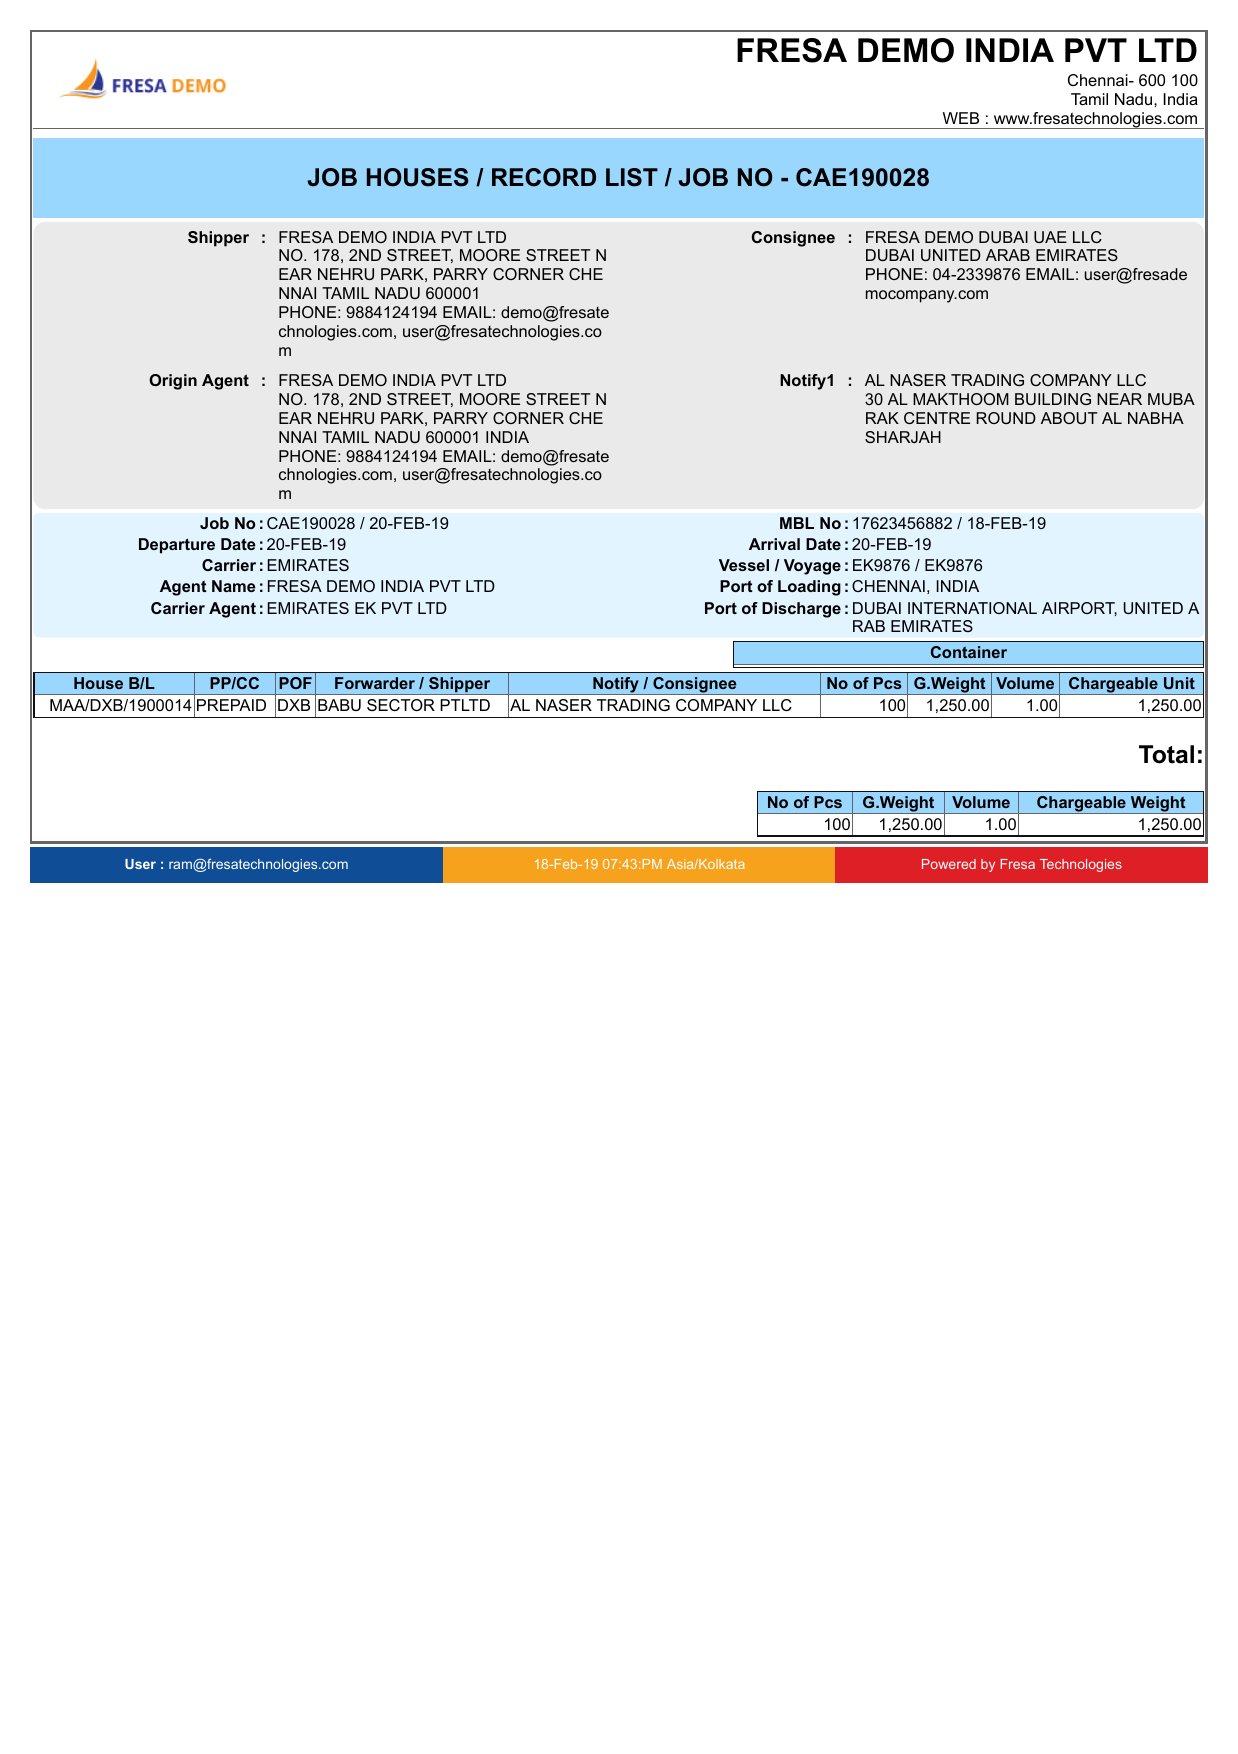 FRESA DEMO
FRESA DEMO INDIA PVT LTD
Chennai- 600 100
Tamil Nadu, India
WEB : www.fresatechnologies.com
JOB HOUSES / RECORD LIST / JOB NO - CAE190028
Shipper : FRESA DEMO INDIA PVT LTD
NO. 178, 2ND STREET, MOORE STREET N
EAR NEHRU PARK, PARRY CORNER CHE
NNAI TAMIL NADU 600001
PHONE: 9884124194 EMAIL: demo@fresate
chnologies.com, user@fresatechnologies.co
m
Consignee : FRESA DEMO DUBAI UAE LLC
DUBAI UNITED ARAB EMIRATES
PHONE: 04-2339876 EMAIL: user@fresade
mocompany.com
Origin Agent : FRESA DEMO INDIA PVT LTD
NO. 178, 2ND STREET, MOORE STREET N
EAR NEHRU PARK, PARRY CORNER CHE
NNAI TAMIL NADU 600001 INDIA
PHONE: 9884124194 EMAIL: demo@fresate
chnologies.com, user@fresatechnologies.co
m
Notify1 : AL NASER TRADING COMPANY LLC
30 AL MAKTHOOM BUILDING NEAR MUBA
RAK CENTRE ROUND ABOUT AL NABHA
SHARJAH
Job No : CAE190028 / 20-FEB-19
Departure Date : 20-FEB-19
Carrier : EMIRATES
Agent Name : FRESA DEMO INDIA PVT LTD
Carrier Agent : EMIRATES EK PVT LTD
MBL No : 17623456882 / 18-FEB-19
Arrival Date : 20-FEB-19
Vessel / Voyage : EK9876 / EK9876
Port of Loading : CHENNAI, INDIA
Port of Discharge : DUBAI INTERNATIONAL AIRPORT, UNITED A
RAB EMIRATES
Container
House B/L PP/CC POF Forwarder / Shipper Notify / Consignee No of Pcs G.Weight Volume Chargeable Unit
MAA/DXB/1900014 PREPAID DXB BABU SECTOR PTLTD AL NASER TRADING COMPANY LLC 100 1,250.00 1.00 1,250.00
Total:
No of Pcs G.Weight Volume Chargeable Weight
100 1,250.00 1.00 1,250.00
User : ram@fresatechnologies.com 18-Feb-19 07:43:PM Asia/Kolkata Powered by Fresa Technologies